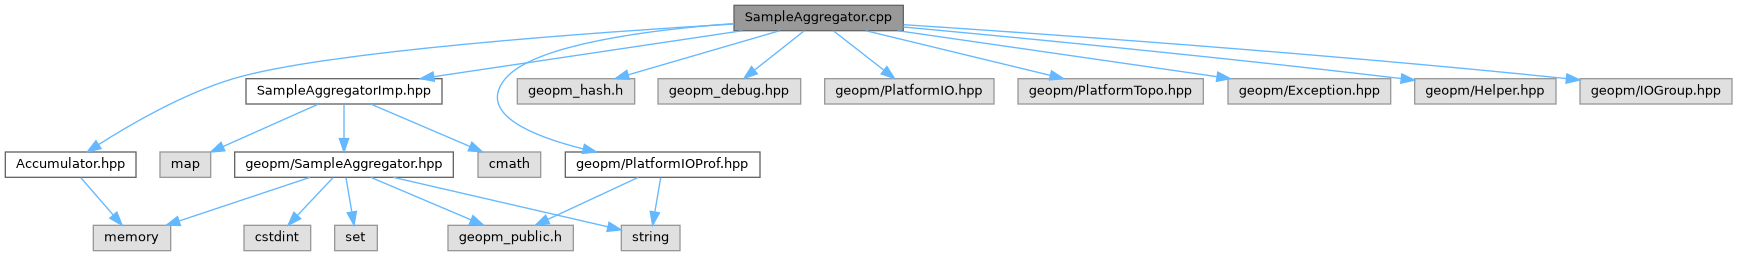 SampleAggregator.cpp
SampleAggregatorImp.hpp
geopm_hash.h
geopm_debug.hpp
geopm/PlatformIO.hpp
geopm/PlatformTopo.hpp
geopm/Exception.hpp
geopm/Helper.hpp
geopm/IOGroup.hpp
Accumulator.hpp
map
geopm/SampleAggregator.hpp
cmath
geopm/PlatformIOProf.hpp
memory
cstdint
set
geopm_public.h
string